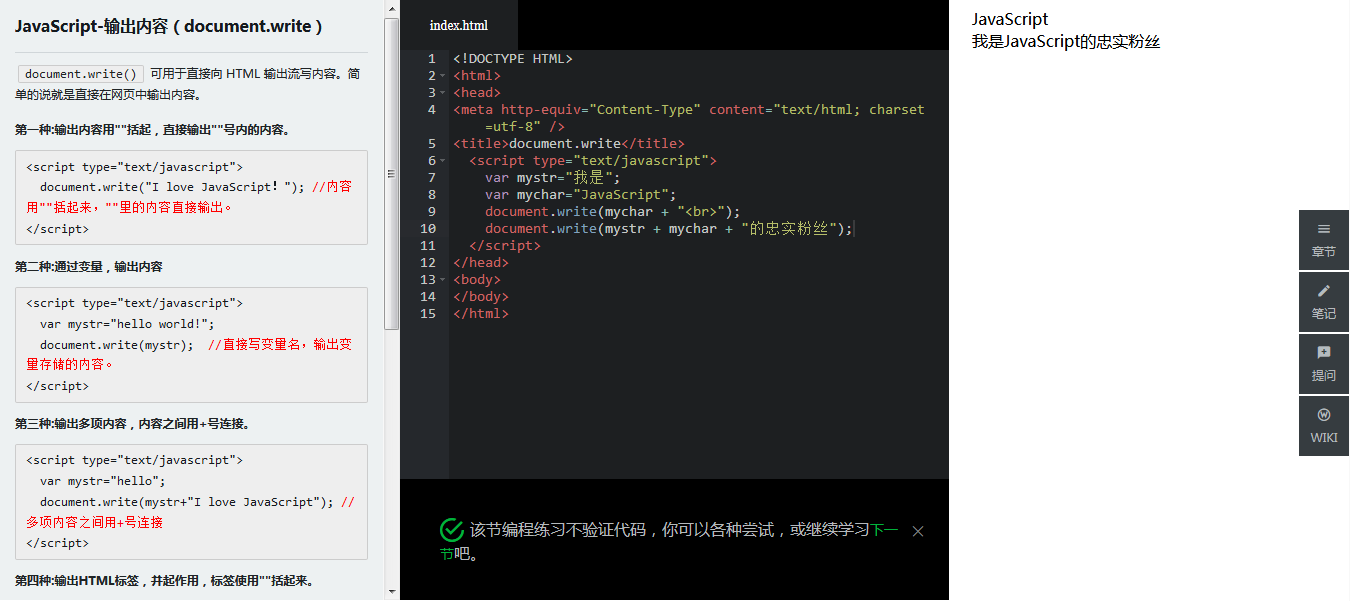 JavaScript-输出内容（document.write）
document.write() 可用于直接向 HTML 输出流写内容。简
单的说就是直接在网页中输出内容。
第一种:输出内容用""括起，直接输出""号内的内容。
<script type="text/javascript">
  document.write("I love JavaScript！"); //内容
用""括起来，""里的内容直接输出。
</script>
第二种:通过变量，输出内容
<script type="text/javascript">
  var mystr="hello world!";
  document.write(mystr);  //直接写变量名，输出变
量存储的内容。
</script>
第三种:输出多项内容，内容之间用+号连接。
<script type="text/javascript">
  var mystr="hello";
  document.write(mystr+"I love JavaScript"); //
多项内容之间用+号连接
</script>
第四种:输出HTML标签，并起作用，标签使用""括起来。
index.html
1 <!DOCTYPE HTML>
2 <html>
3 <head>
4 <meta http-equiv="Content-Type" content="text/html; charset
=utf-8" />
5 <title>document.write</title>
6   <script type="text/javascript">
7     var mystr="我是";
8     var mychar="JavaScript";
9     document.write(mychar + "<br>");
10     document.write(mystr + mychar + "的忠实粉丝");
11   </script>
12 </head>
13 <body>
14 </body>
15 </html>
该节编程练习不验证代码，你可以各种尝试，或继续学习下一
节吧。
JavaScript
我是JavaScript的忠实粉丝
章节
笔记
提问
WIKI